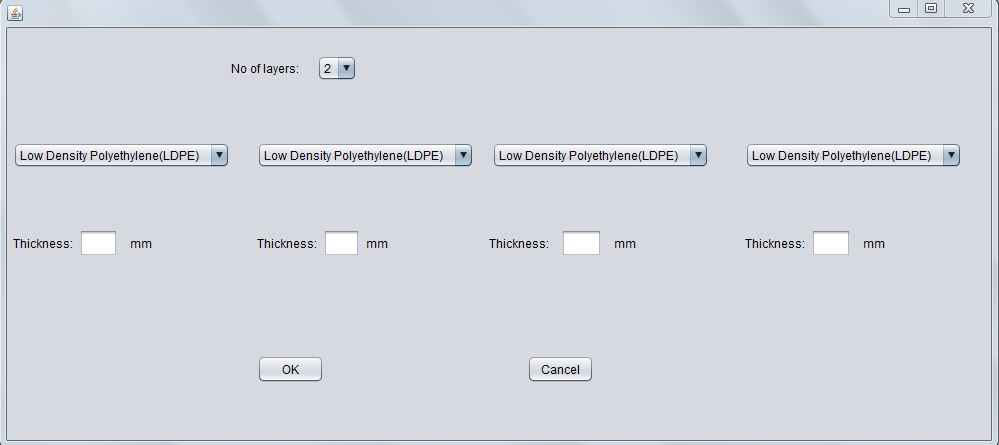 No of layers: 2
Low Density Polyethylene(LDPE) Low Density Polyethylene(LDPE) Low Density Polyethylene(LDPE) Low Density Polyethylene(LDPE)
Thickness: mm Thickness: mm Thickness: mm Thickness: mm
OK Cancel